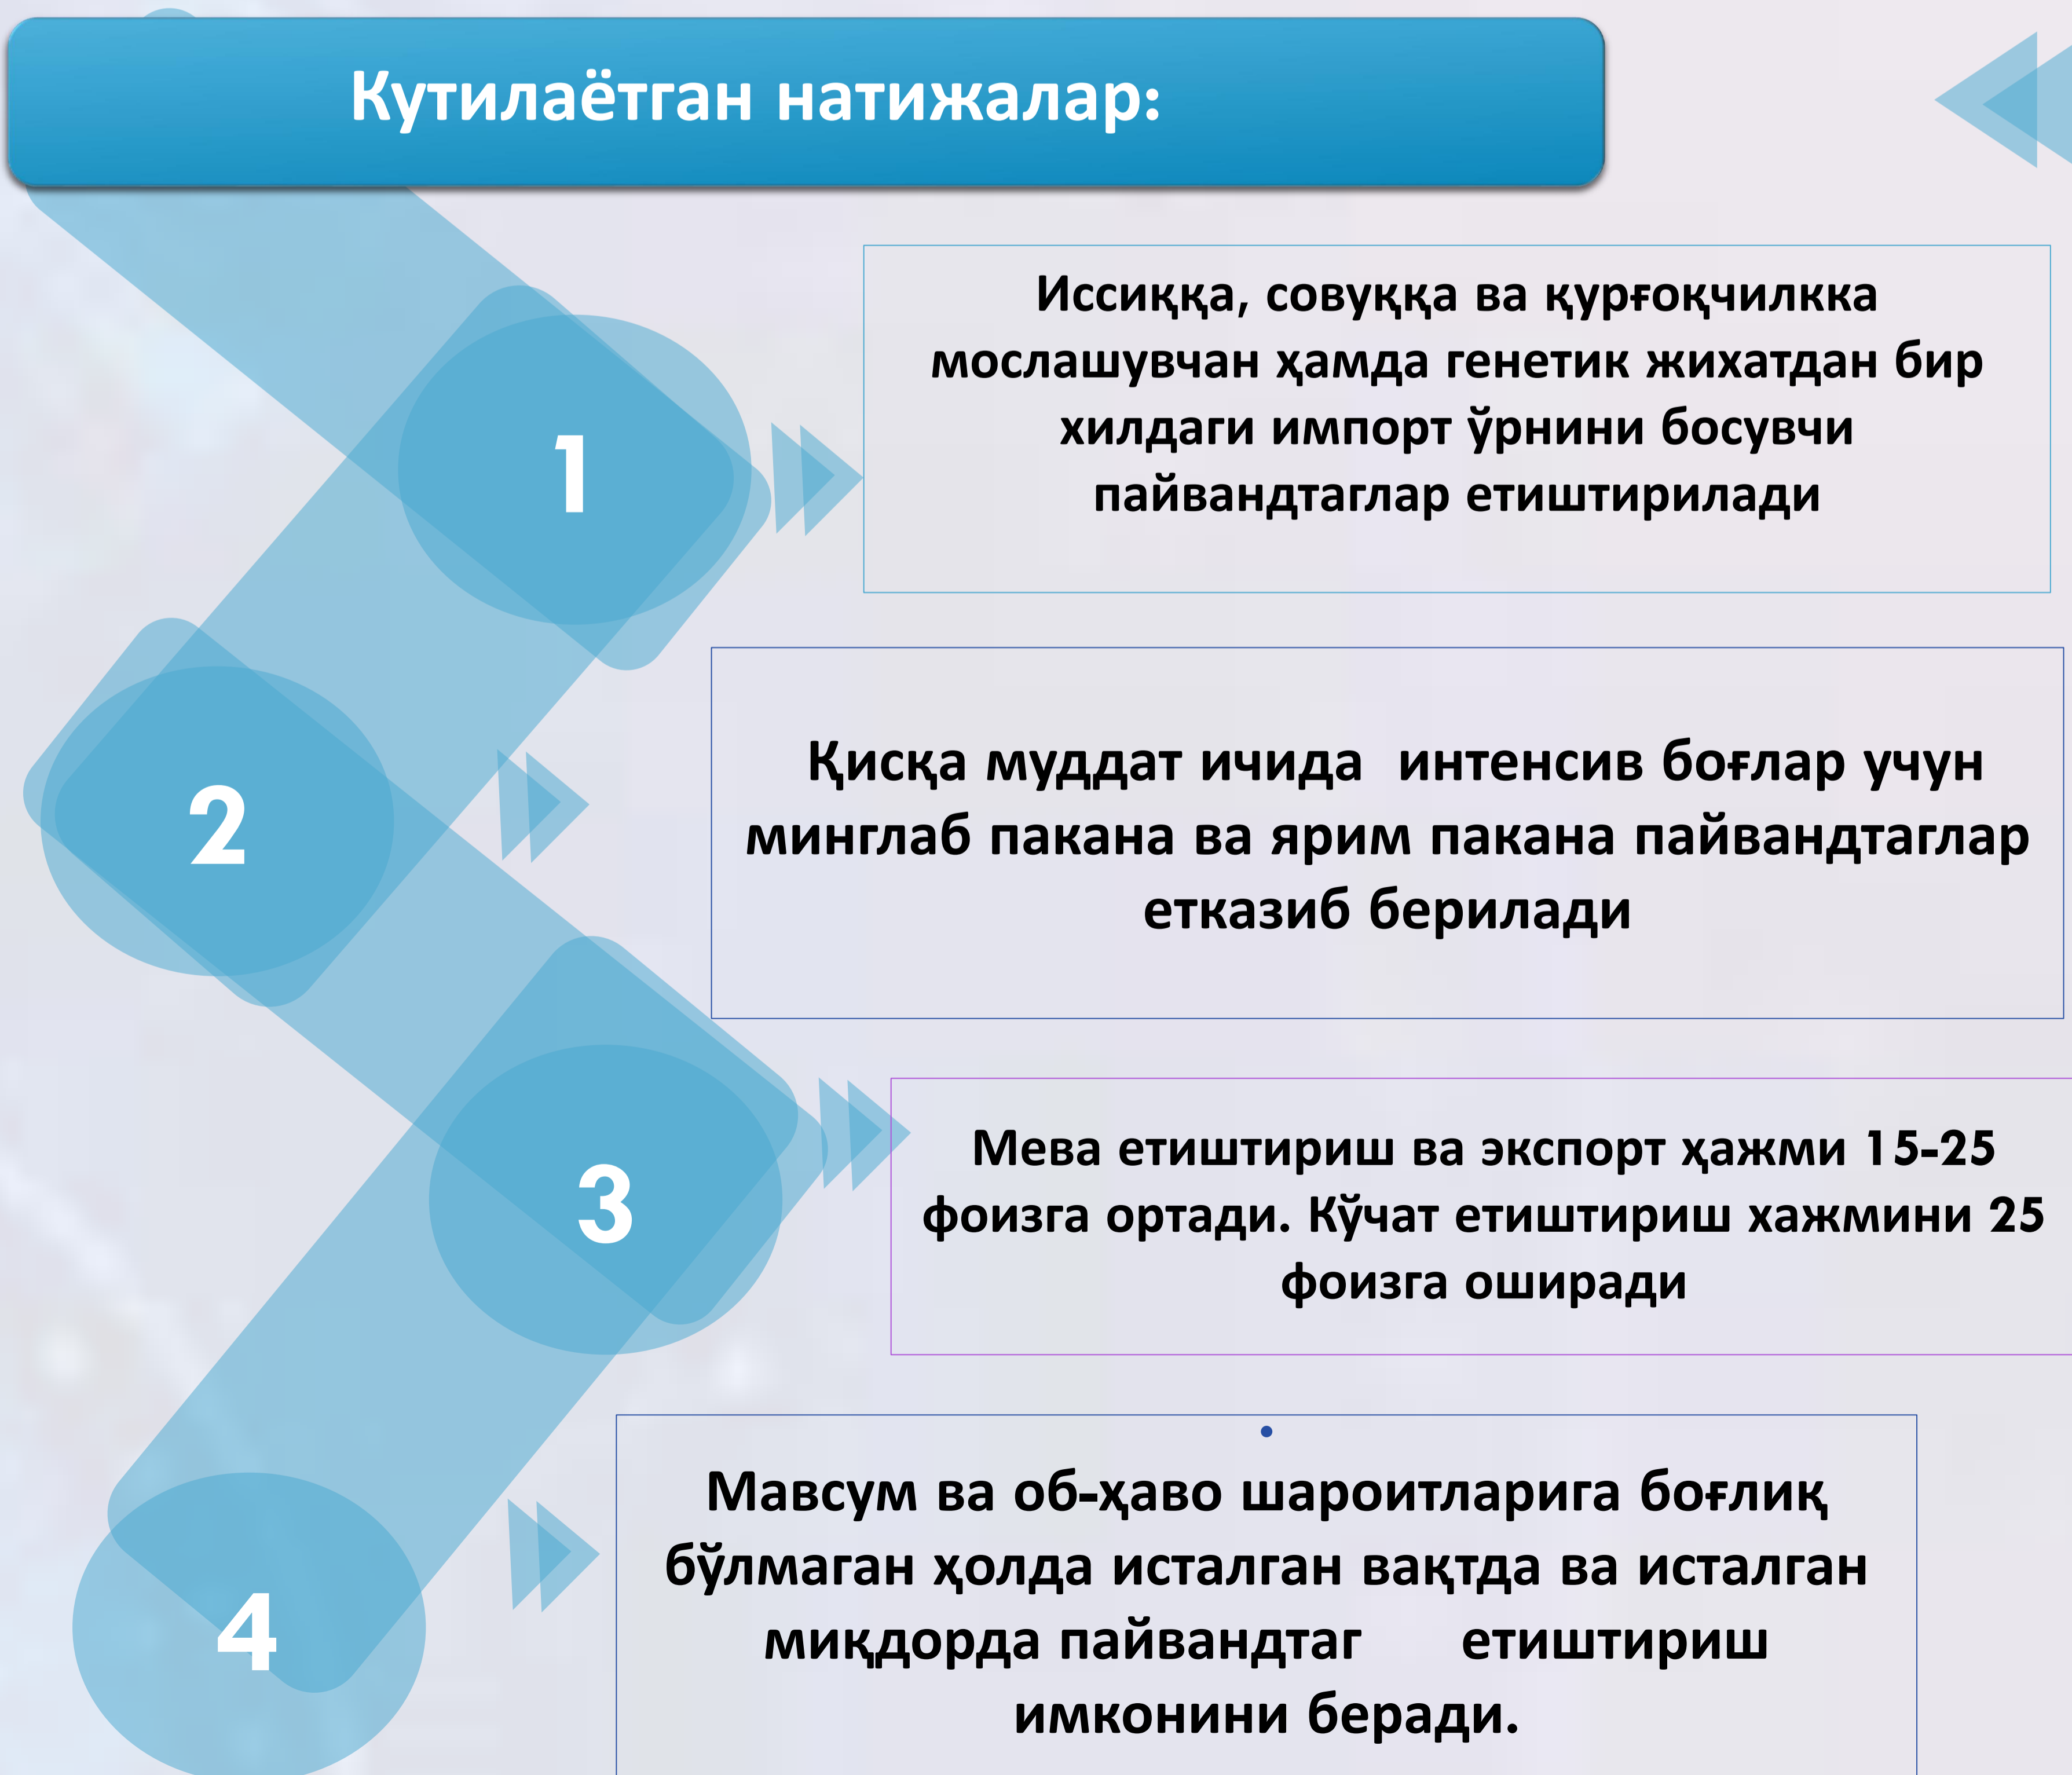 Кутилаётган натижалар:
1
Иссиққа, совуққа ва қурғоқчилкка
мослашувчан ҳамда генетик жихатдан бир
хилдаги импорт ўрнини босувчи
пайвандтаглар етиштирилади
2
Қисқа муддат ичида интенсив боғлар учун
минглаб пакана ва ярим пакана пайвандтаглар
етказиб берилади
3
Мева етиштириш ва экспорт ҳажми 15-25
фоизга ортади. Кўчат етиштириш хажмини 25
фоизга оширади
4
•
Мавсум ва об-ҳаво шароитларига боғлиқ
бўлмаган ҳолда исталган вақтда ва исталган
миқдорда пайвандтаг етиштириш
имконини беради.